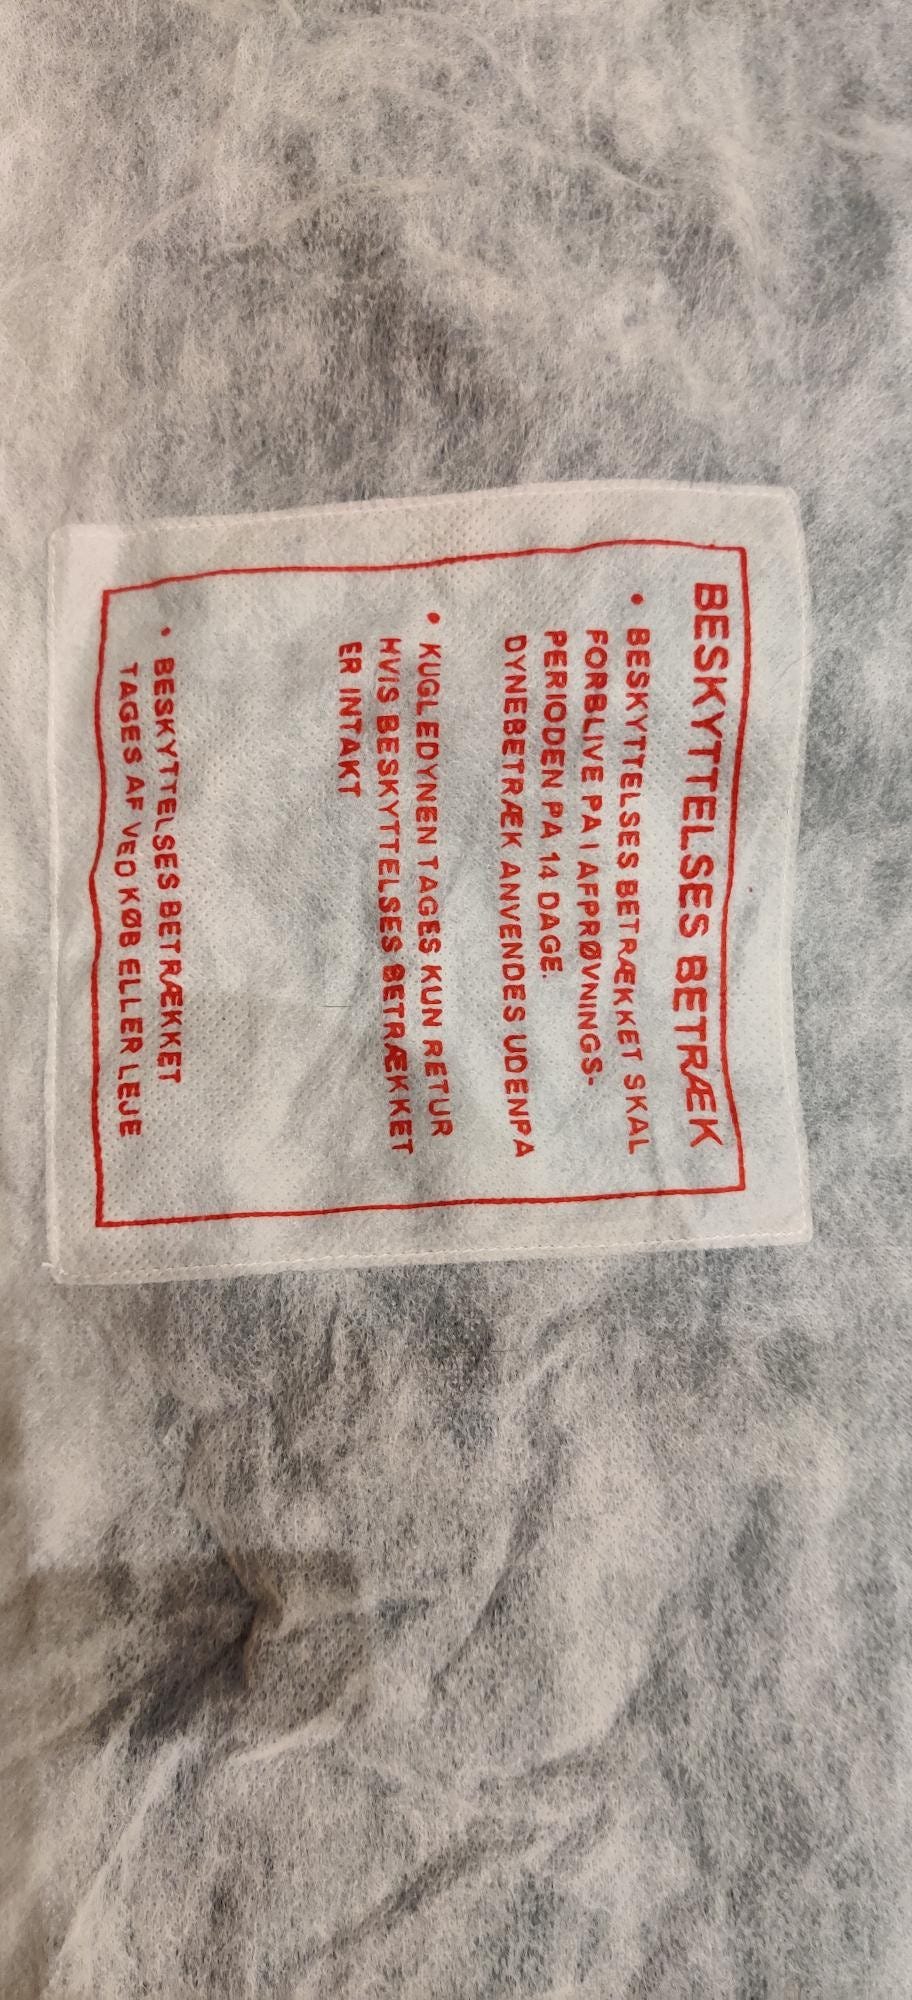 BESKYTTELSES BETRÆK
• BESKYTTELSES BETRÆKKET SKAL
FORBLIVE PÅ I AFPRØVNINGS-
PERIODEN PÅ 14 DAGE.
DYNEBETRÆK ANVENDES UDENPÅ
• KUGLEDYNEN TAGES KUN RETUR
HVIS BESKYTTELSES BETRÆKKET
ER INTAKT
• BESKYTTELSES BETRÆKKET
TAGES AF VED KØB ELLER LEJE